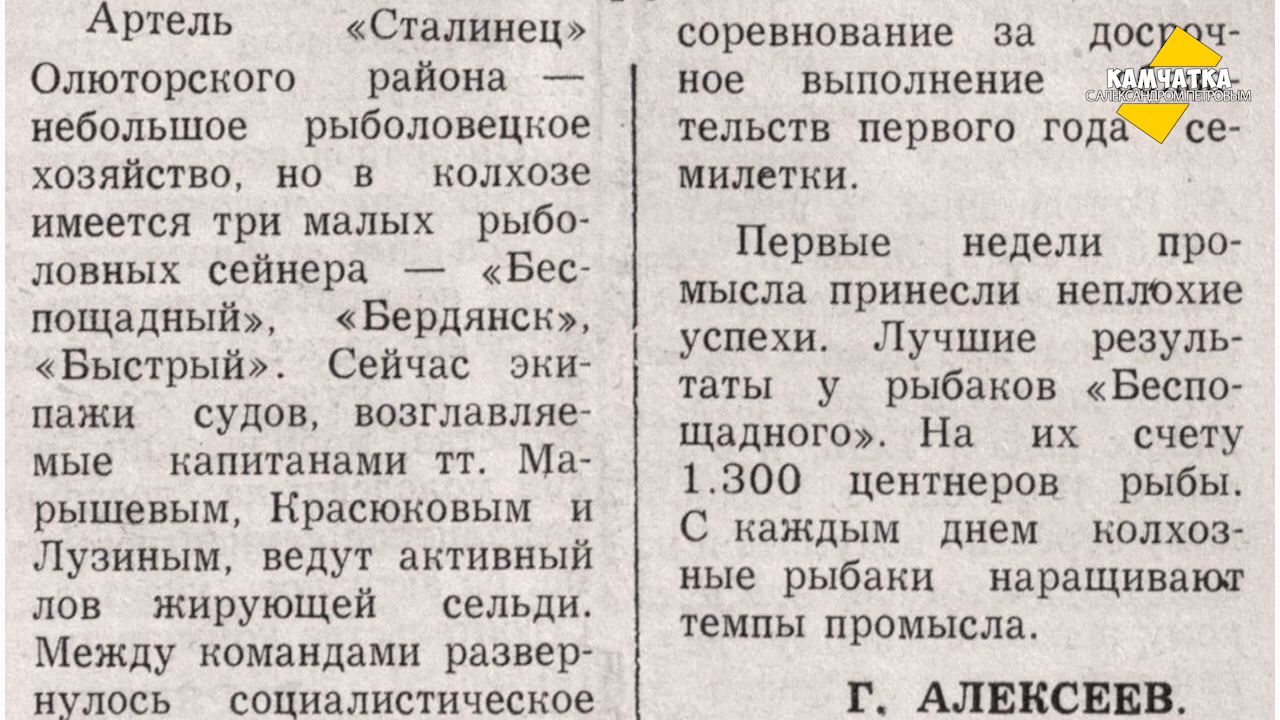 Артель «Сталинец»
Олюторского района —
небольшое рыболовецкое
хозяйство, но в колхозе
имеется три малых рыбо-
ловных сейнера — «Бес-
пощадный», «Бердянск»,
«Быстрый». Сейчас эки-
пажи судов, возглавляе-
мые капитанами тт. Ма-
рышевым, Красюковым и
Лузиным, ведут активный
лов жирующей сельди.
Между командами развер-
нулось социалистическое
соревнование за досроч-
ное выполнение
тельств первого года се-
милетки.
Первые недели про-
мысла принесли неплохие
успехи. Лучшие резуль-
таты у рыбаков «Беспо-
щадного». На их счету
1.300 центнеров рыбы.
С каждым днем колхоз-
ные рыбаки наращивают
темпы промысла.
Г. АЛЕКСЕЕВ.
КАМЧАТКА
С АЛЕКСАНДРОМ ПЕТРОВЫМ